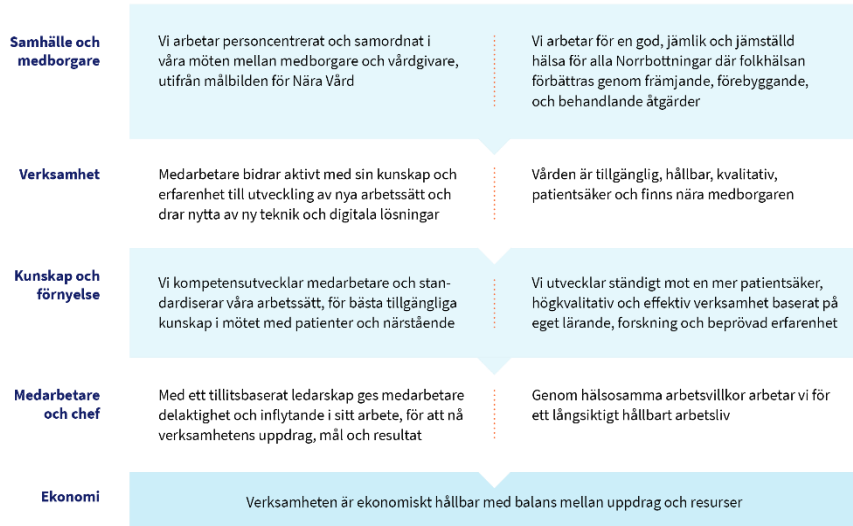 Samhälle och
medborgare
Vi arbetar personcentrerat och samordnat i
våra möten mellan medborgare och vårdgivare,
utifrån målbilden för Nära Vård
Vi arbetar för en god, jämlik och jämställd
hälsa för alla Norrbottningar där folkhälsan
förbättras genom främjande, förebyggande,
och behandlande åtgärder
Verksamhet
Medarbetare bidrar aktivt med sin kunskap och
erfarenhet till utveckling av nya arbetssätt och
drar nytta av ny teknik och digitala lösningar
Vården är tillgänglig, hållbar, kvalitativ,
patientsäker och finns nära medborgaren
Kunskap och
förnyelse
Vi kompetensutvecklar medarbetare och stan-
dardiserar våra arbetssätt, för bästa tillgängliga
kunskap i mötet med patienter och närstående
Vi utvecklar ständigt mot en mer patientsäker,
högkvalitativ och effektiv verksamhet baserat på
eget lärande, forskning och beprövad erfarenhet
Medarbetare
och chef
Med ett tillitsbaserat ledarskap ges medarbetare
delaktighet och inflytande i sitt arbete, för att nå
verksamhetens uppdrag, mål och resultat
Genom hälsosamma arbetsvillkor arbetar vi för
ett långsiktigt hållbart arbetsliv
Ekonomi
Verksamheten är ekonomiskt hållbar med balans mellan uppdrag och resurser